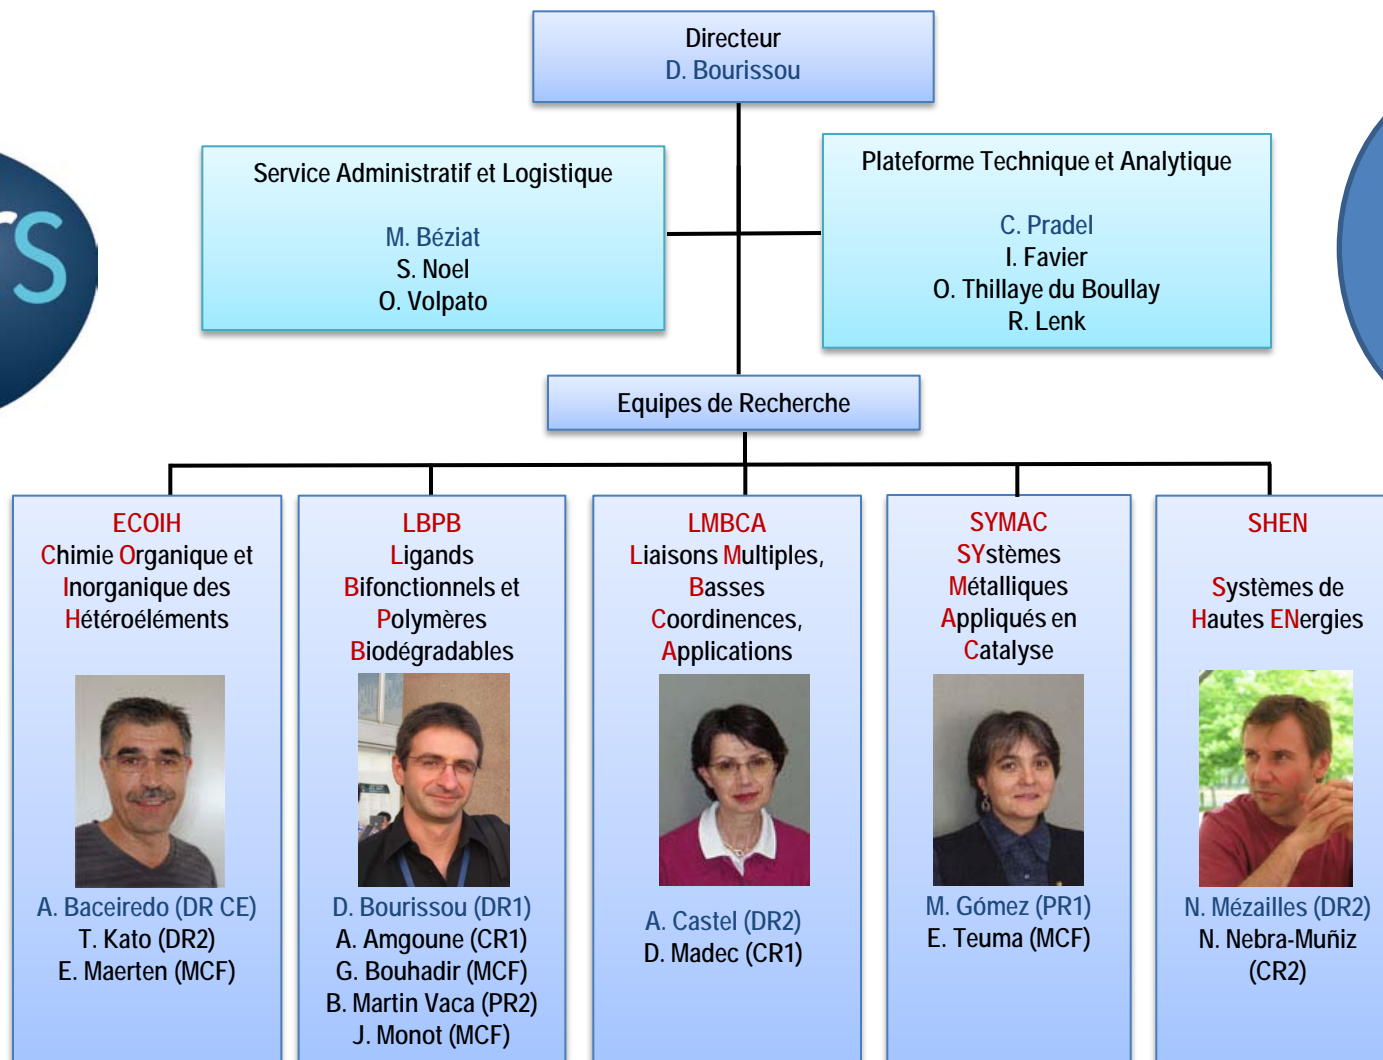 Directeur
D. Bourissou
Service Administratif et Logistique
M. Béziat
S. Noel
O. Volpato
Plateforme Technique et Analytique
C. Pradel
I. Favier
O. Thillaye du Boullay
R. Lenk
rs
Equipes de Recherche
ECOIH
Chimie Organique et
Inorganique des
Hétéroéléments
A. Baceiredo (DR CE)
T. Kato (DR2)
E. Maerten (MCF)
LBPB
Ligands
Bifonctionnels et
Polymères
Biodégradables
D. Bourissou (DR1)
A. Amgoune (CR1)
G. Bouhadir (MCF)
B. Martin Vaca (PR2)
J. Monot (MCF)
LMBCA
Liaisons Multiples,
Basses
Coordinences,
Applications
A. Castel (DR2)
D. Madec (CR1)
SYMAC
SYstèmes
Métalliques
Appliqués en
Catalyse
M. Gómez (PR1)
E. Teuma (MCF)
SHEN
Systèmes de
Hautes ENergies
N. Mézailles (DR2)
N. Nebra-Muñiz
(CR2)